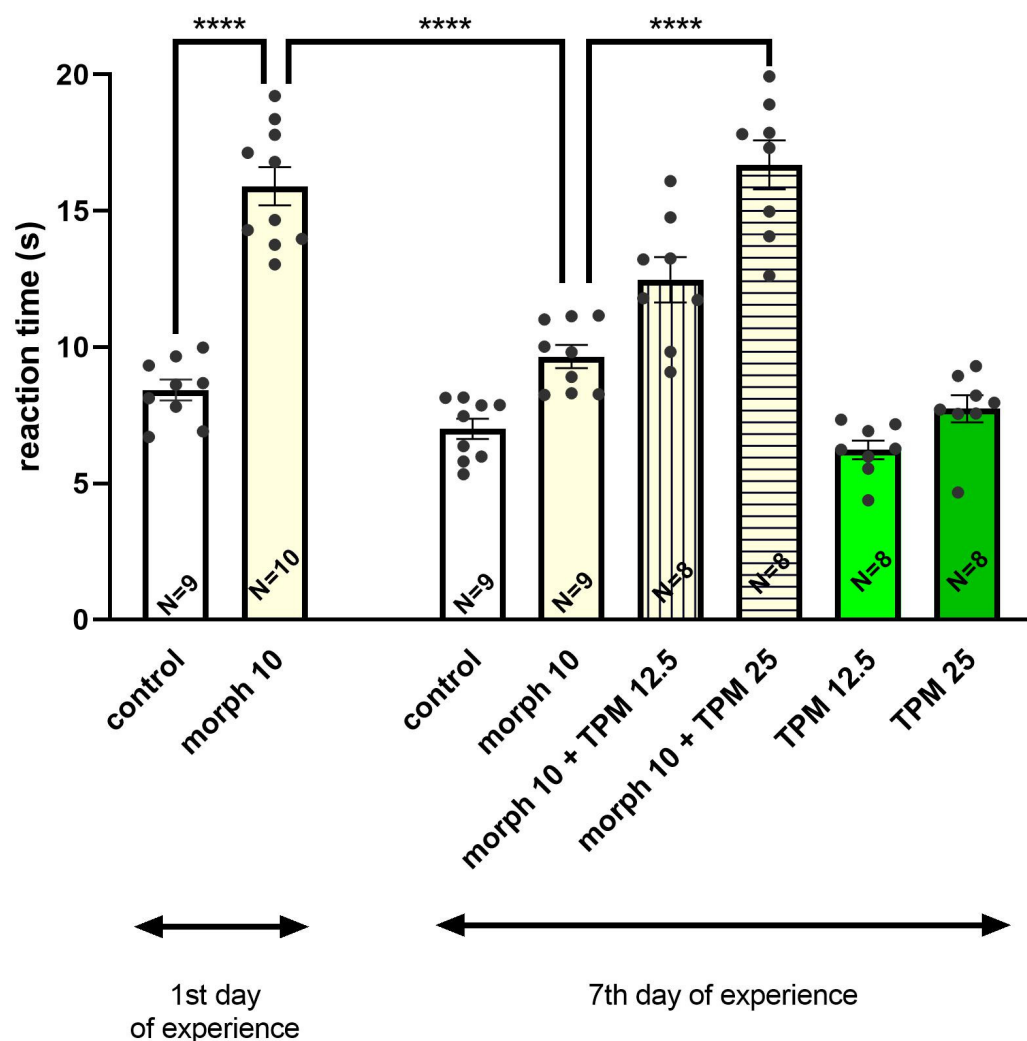 **** **** ****
20
15
10
5
0
reaction time (s)
N=9 N=10 N=9 N=9 N=8 N=8 N=8 N=8
control
morph 10
control
morph 10
morph 10 + TPM 12.5
morph 10 + TPM 25
TPM 12.5
TPM 25
1st day
of experience
7th day of experience